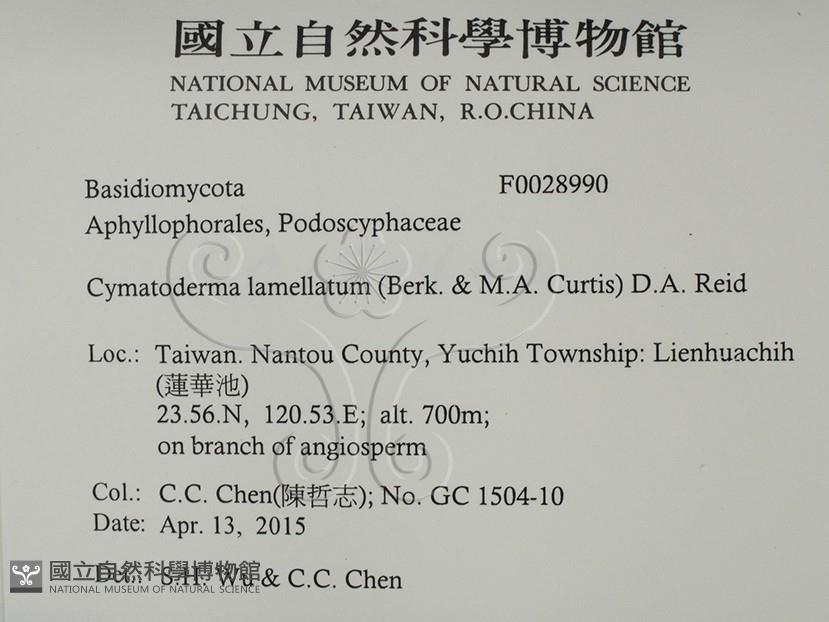 國立自然科學博物館
NATIONAL MUSEUM OF NATURAL SCIENCE
TAICHUNG, TAIWAN, R.O.CHINA
Basidiomycota F0028990
Aphyllophorales, Podoscyphaceae
Cymatoderma lamellatum (Berk. & M.A. Curtis) D.A. Reid
Loc.: Taiwan. Nantou County, Yuchih Township: Lienhuachih
(蓮華池)
23.56.N, 120.53.E; alt. 700m;
on branch of angiosperm
Col.: C.C. Chen(陳哲志); No. GC 1504-10
Date: Apr. 13, 2015
Det.: S.H. Wu & C.C. Chen
國立自然科學博物館
NATIONAL MUSEUM OF NATURAL SCIENCE